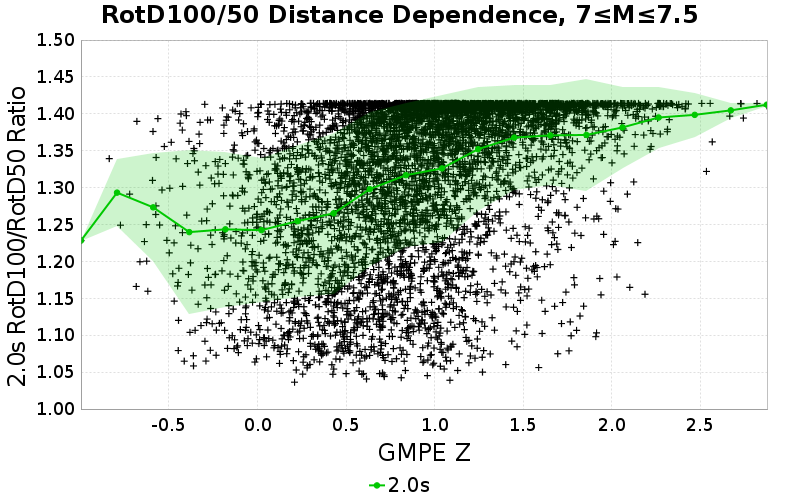 RotD100/50 Distance Dependence, 7≤M≤7.5
2.0s RotD100/RotD50 Ratio
1.50
1.45
1.40
1.35
1.30
1.25
1.20
1.15
1.10
1.05
1.00
-0.5 0.0 0.5 1.0 1.5 2.0 2.5
GMPE Z
2.0s